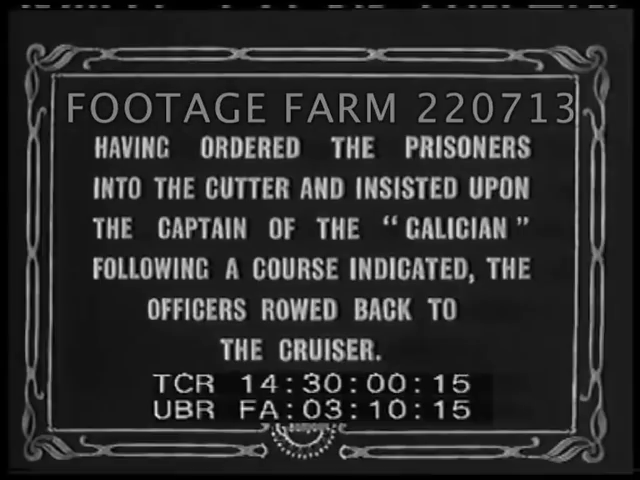 FOOTAGE FARM 220713
HAVING ORDERED THE PRISONERS
INTO THE CUTTER AND INSISTED UPON
THE CAPTAIN OF THE "GALICIAN"
FOLLOWING A COURSE INDICATED, THE
OFFICERS ROWED BACK TO
THE CRUISER.
TCR 14:30:00:15
UBR FA:03:10:15